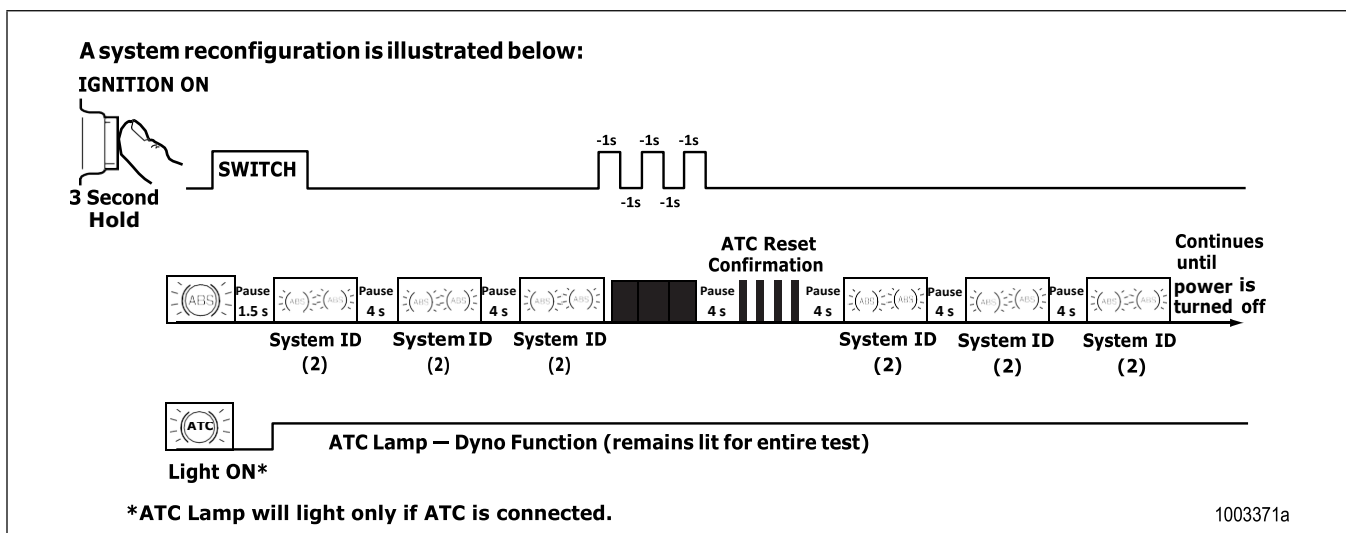 A system reconfiguration is illustrated below:
IGNITION ON
3 Second
Hold
SWITCH
-1s -1s -1s
-1s -1s
ATC Reset
Confirmation
Continues
until
power is
turned off
ABS Pause 1.5 s ABS ABS Pause 4 s ABS ABS Pause 4 s ABS ABS Pause 4 s Pause 4 s ABS ABS Pause 4 s ABS ABS Pause 4 s ABS ABS
System ID System ID System ID System ID System ID System ID
(2) (2) (2) (2) (2) (2)
ATC
ATC Lamp — Dyno Function (remains lit for entire test)
Light ON*
*ATC Lamp will light only if ATC is connected.
1003371a